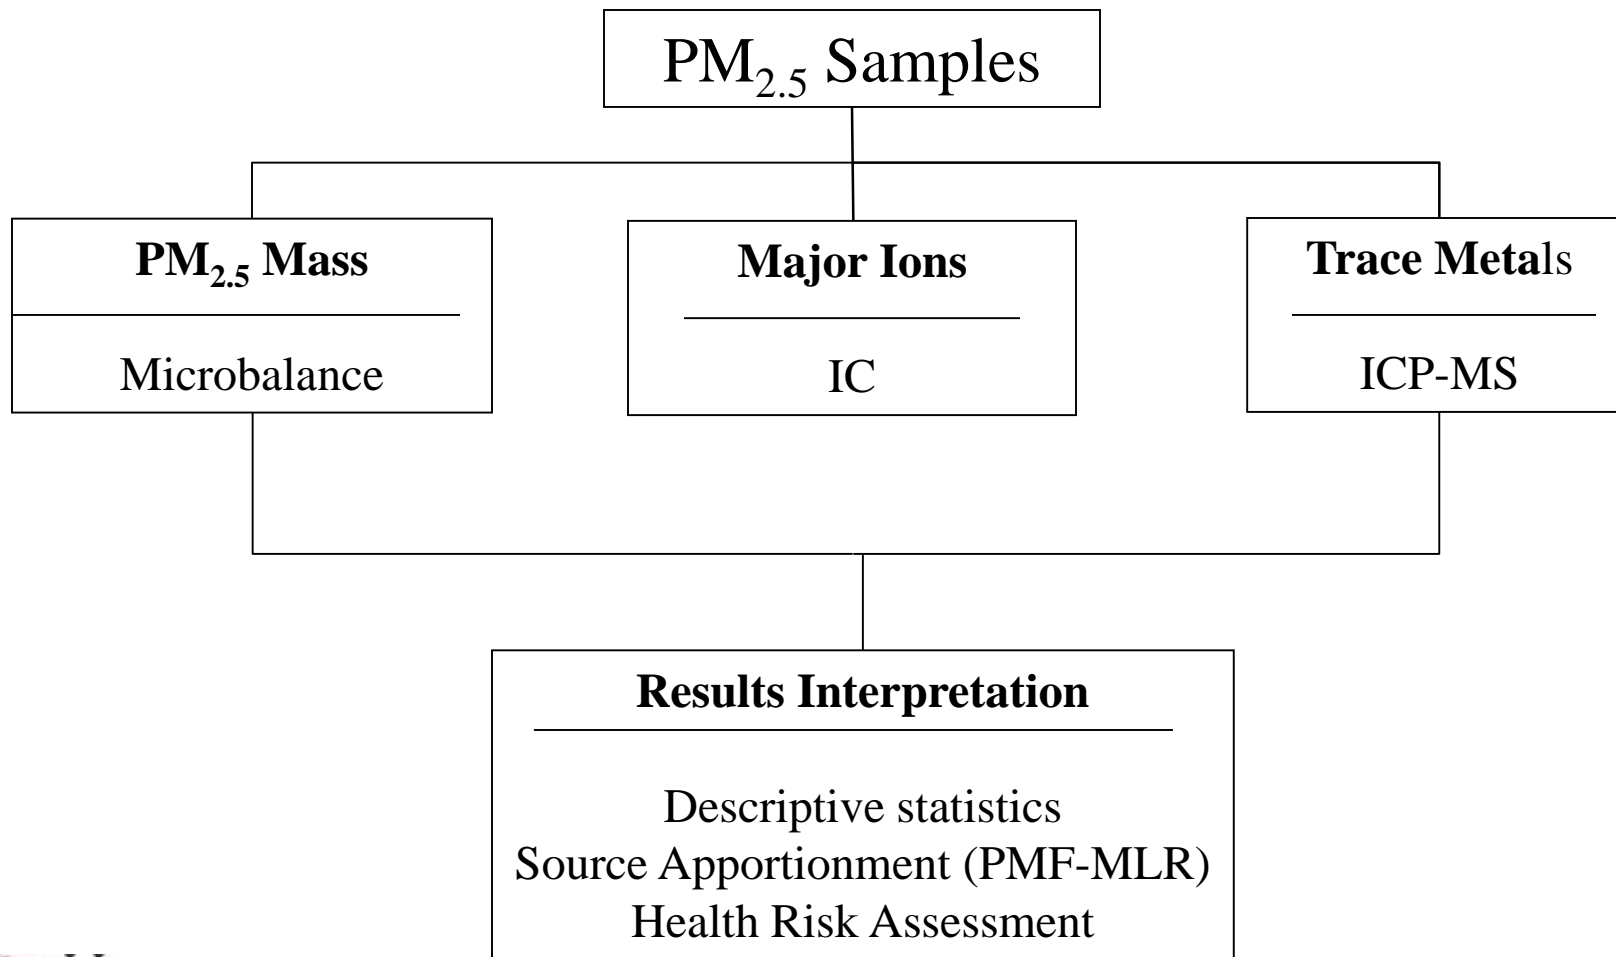 PM2.5 Samples
PM2.5 Mass
Microbalance
Major Ions
IC
Trace Metals
ICP-MS
Results Interpretation
Descriptive statistics
Source Apportionment (PMF-MLR)
Health Risk Assessment